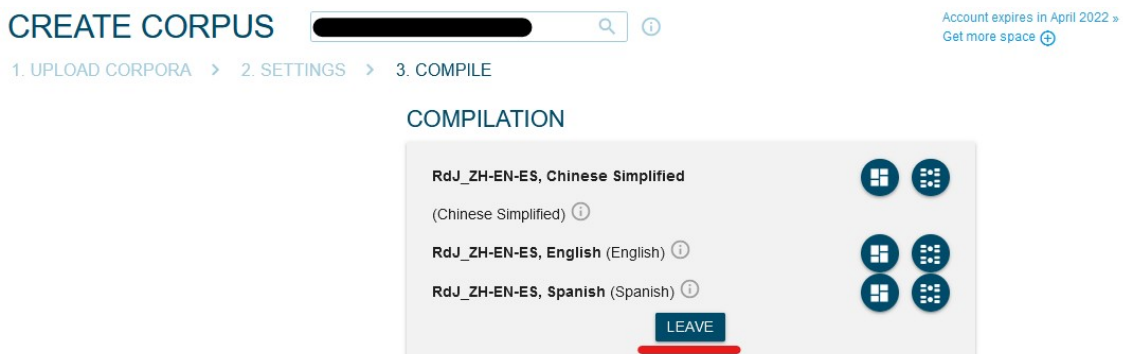 CREATE CORPUS
Account expires in April 2022 »
Get more space
1. UPLOAD CORPORA > 2. SETTINGS > 3. COMPILE
COMPILATION
RdJ_ZH-EN-ES, Chinese Simplified
(Chinese Simplified)
RdJ_ZH-EN-ES, English (English)
RdJ_ZH-EN-ES, Spanish (Spanish)
LEAVE